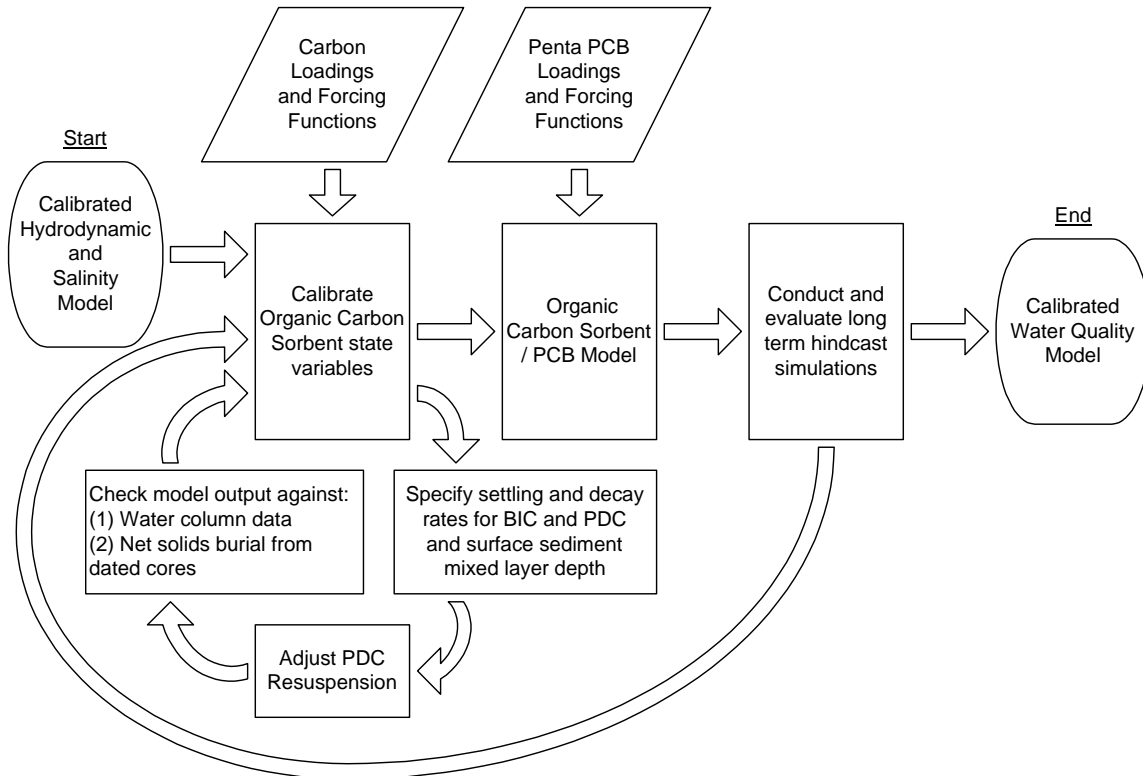 Carbon
Loadings
and Forcing
Functions
Penta PCB
Loadings
and Forcing
Functions
Start
Calibrated
Hydrodynamic
and
Salinity
Model
Calibrate
Organic Carbon
Sorbent state
variables
Organic
Carbon Sorbent
/ PCB Model
Conduct and
evaluate long
term hindcast
simulations
End
Calibrated
Water Quality
Model
Check model output against:
(1) Water column data
(2) Net solids burial from
dated cores
Specify settling and decay
rates for BIC and PDC
and surface sediment
mixed layer depth
Adjust PDC
Resuspension